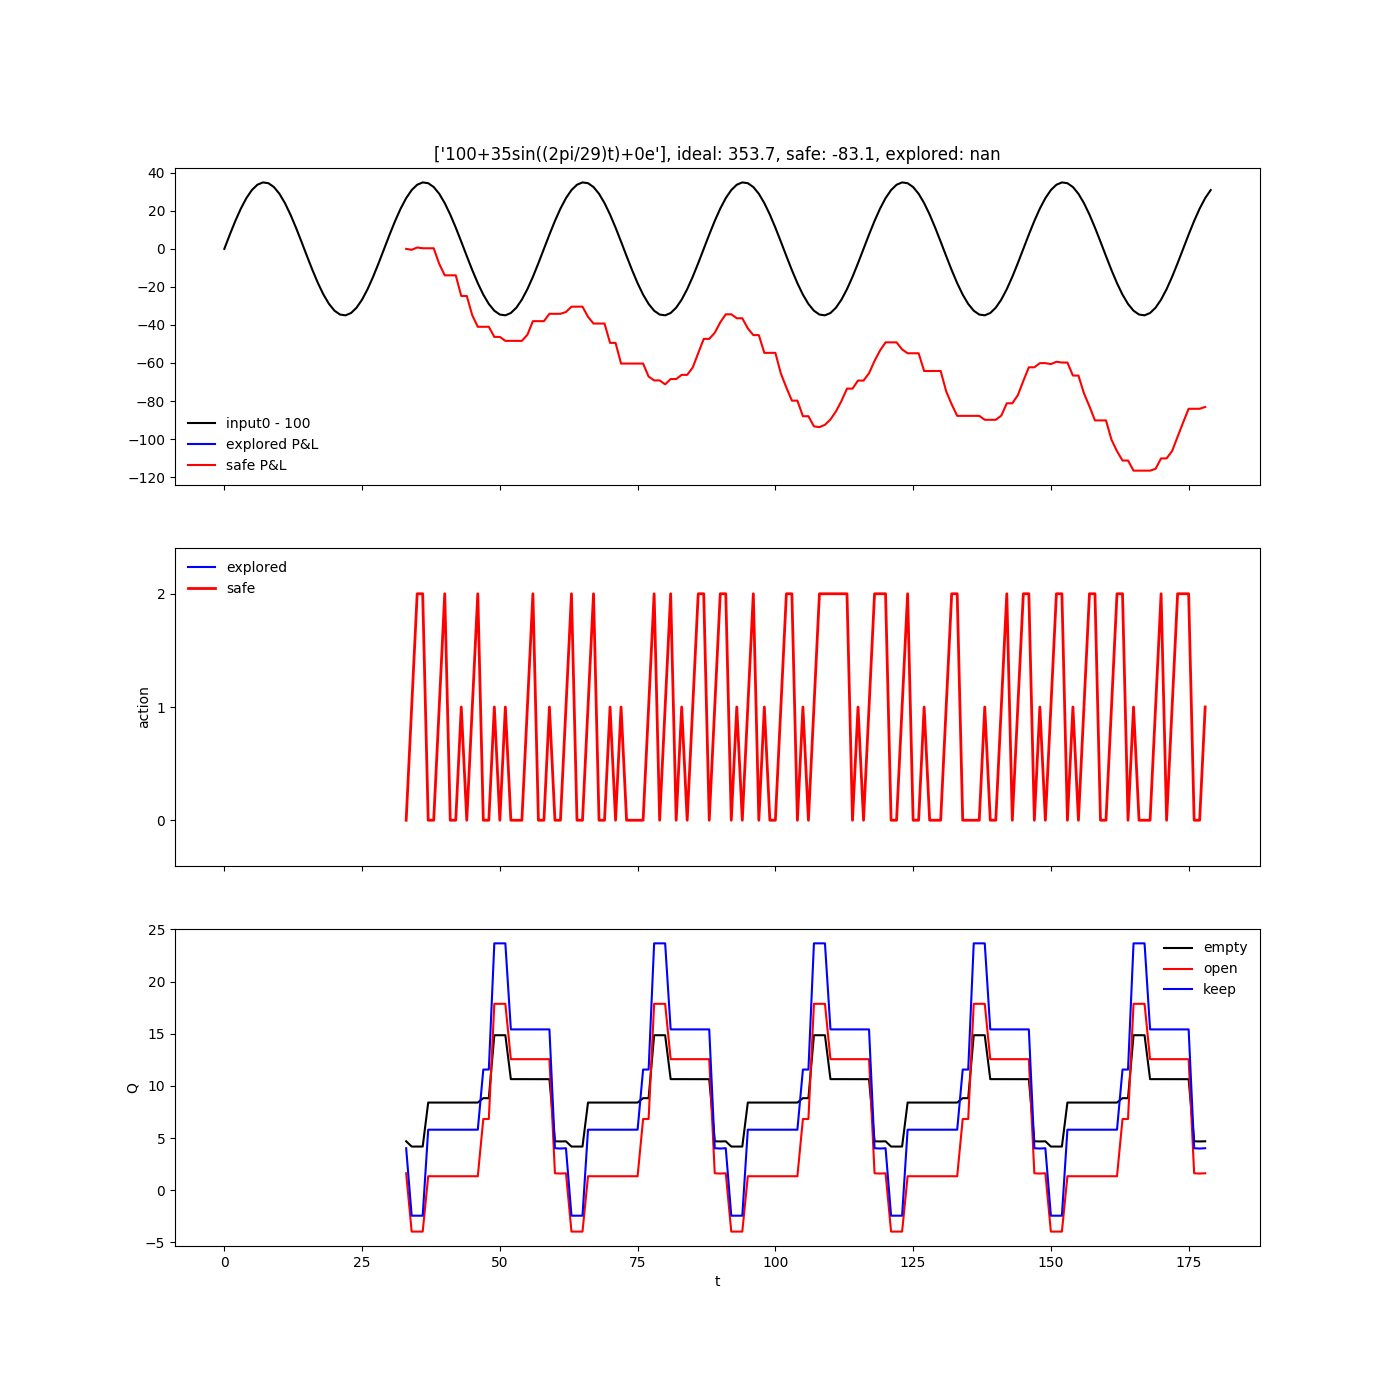 ['100+35sin((2pi/29)t)+0e'], ideal: 353.7, safe: -83.1, explored: nan
40
20
0
−20
−40
−60
−80
−100
−120
input0 - 100
explored P&L
safe P&L
explored
safe
2
1
0
action
25
20
15
10
5
0
−5
Q
empty
open
keep
0 25 50 75 100 125 150 175
t